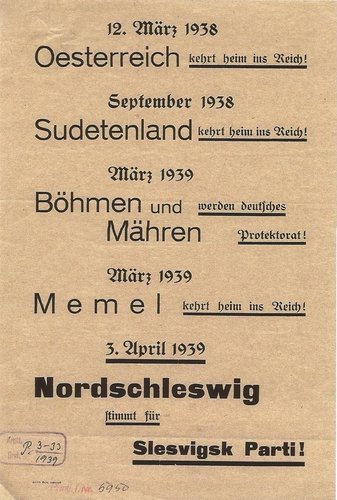 12. März 1938
Oesterreich kehrt heim ins Reich!
September 1938
Sudetenland kehrt heim ins Reich!
März 1939
Böhmen und werden deutsches
Mähren Protektorat!
März 1939
Memel kehrt heim ins Reich!
3. April 1939
Nordschleswig
stimmt für
Slesvigsk Parti!
P. 3-33
1939
5950